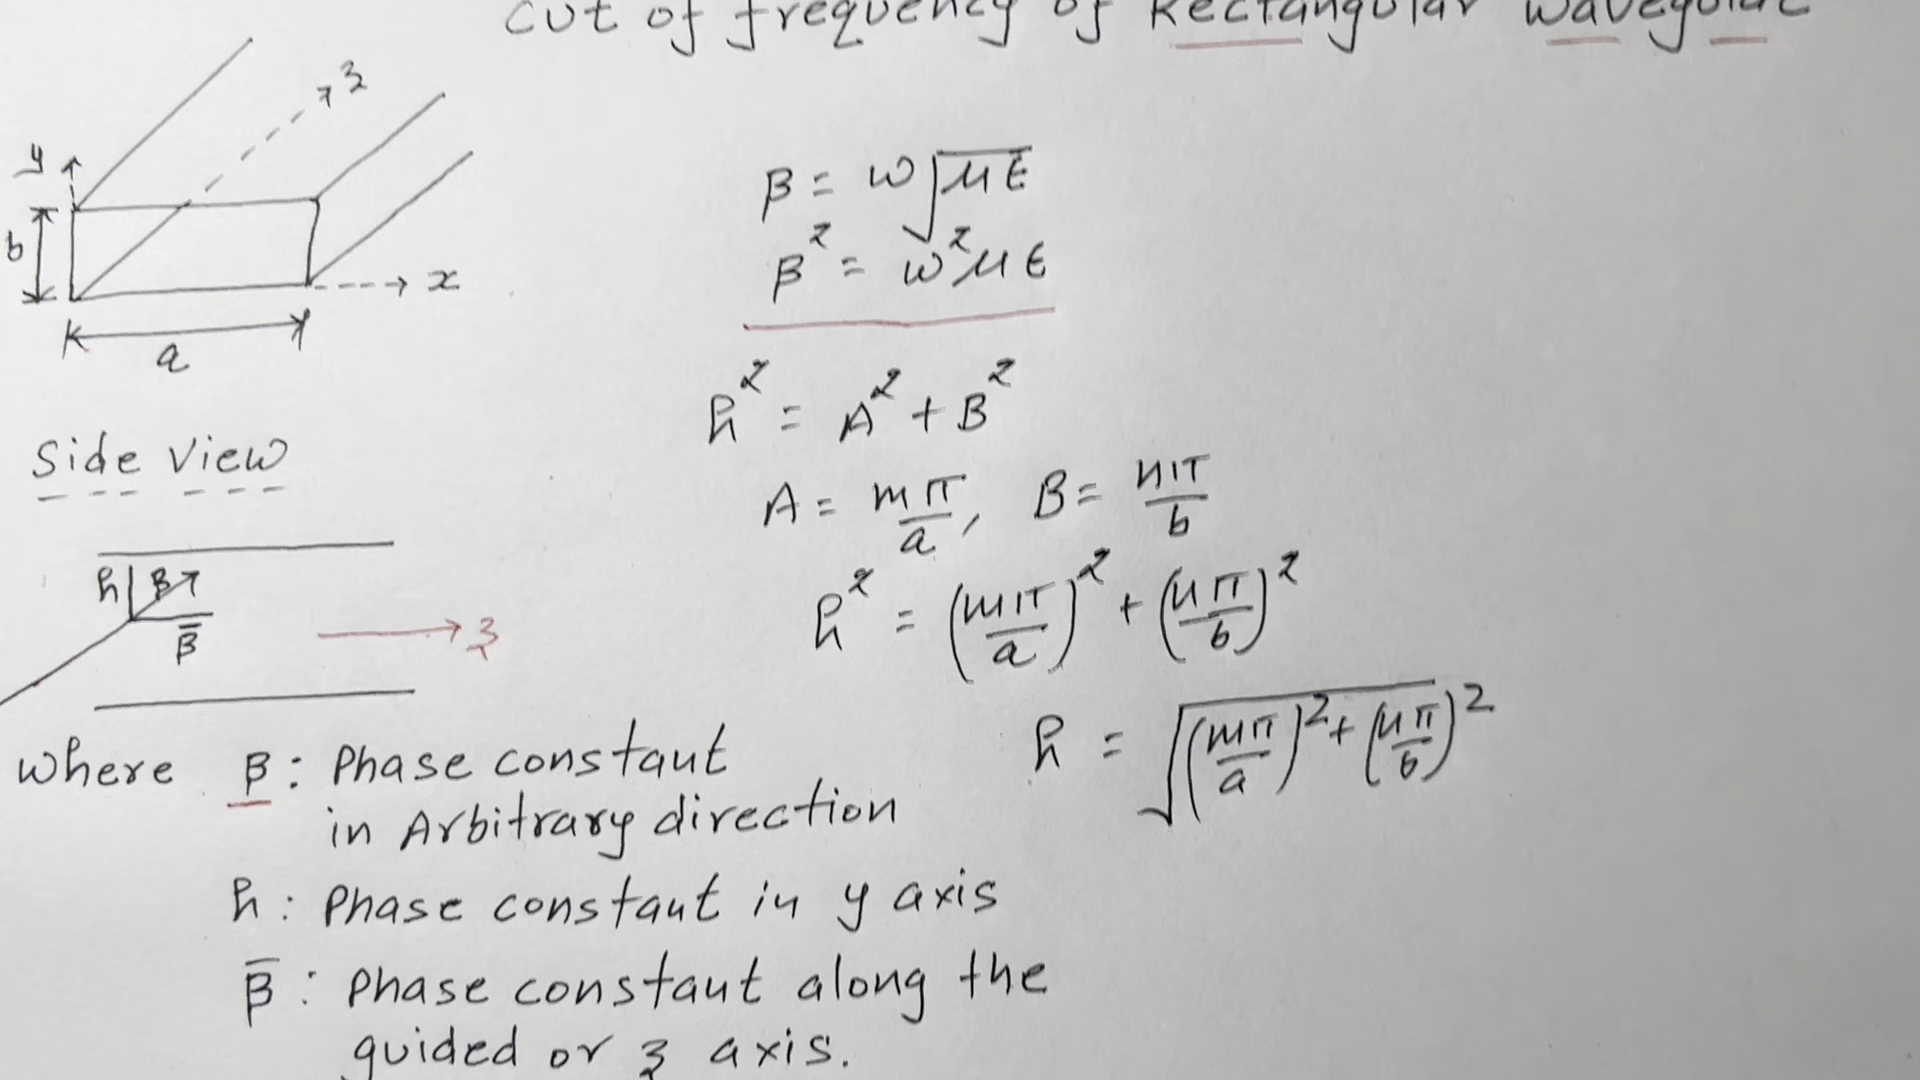 cut of frequency of Rectangular Waveguide
z
y
b
x
a
β = ω√με
β² = ω²με
h² = A² + B²
Side View
A = mπ/a, B = nπ/b
h β
β̅
z
h² = (mπ/a)² + (nπ/b)²
h = √(mπ/a)² + (nπ/b)²
where β : Phase constant
in Arbitrary direction
h : Phase constant in y axis
β̅ : Phase constant along the
guided or z axis.